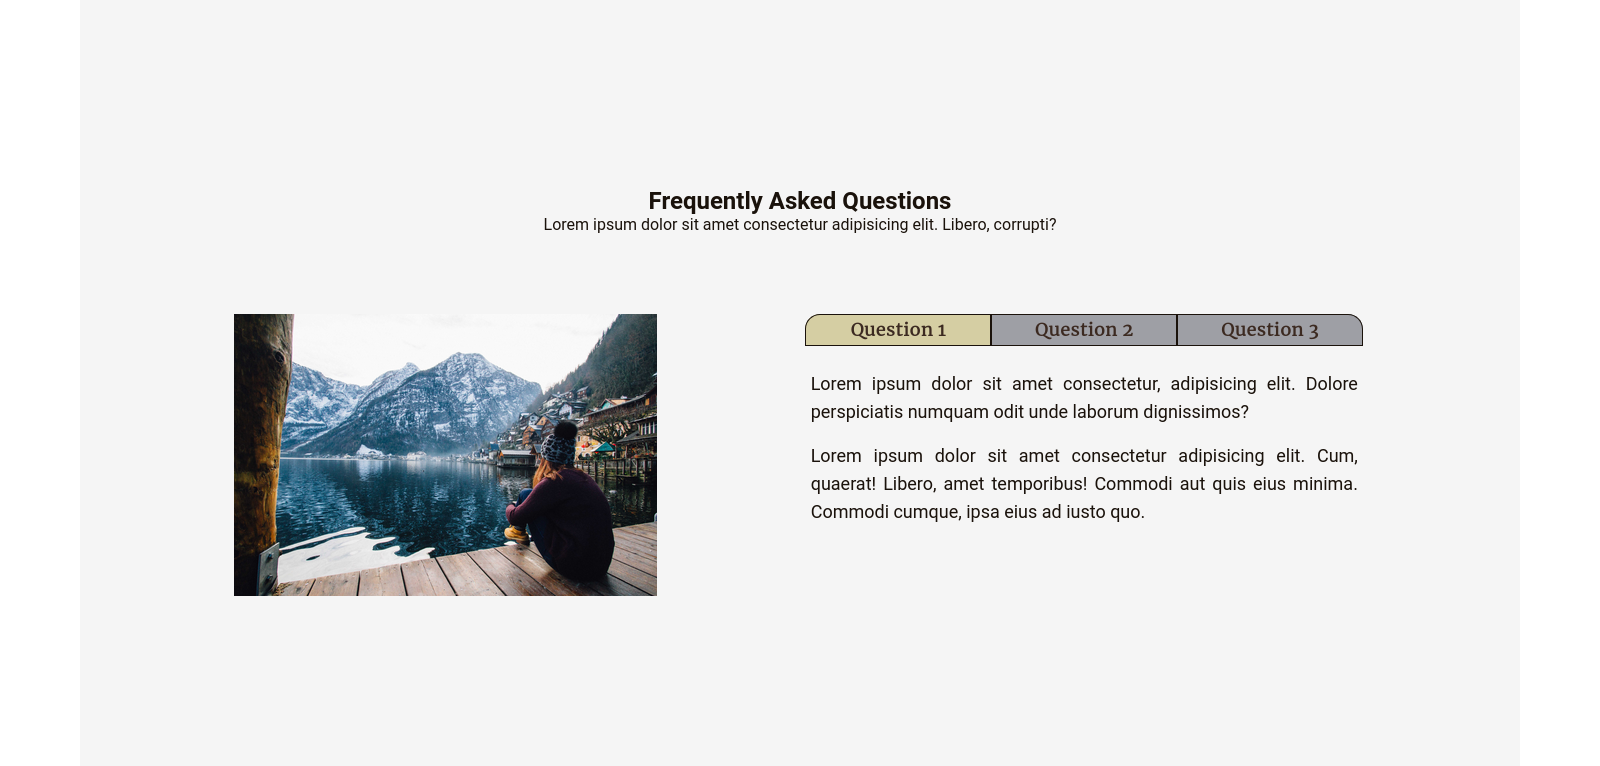 Frequently Asked Questions
Lorem ipsum dolor sit amet consectetur adipisicing elit. Libero, corrupti?
Question 1
Question 2
Question 3
Lorem ipsum dolor sit amet consectetur, adipisicing elit. Dolore
perspiciatis numquam odit unde laborum dignissimos?
Lorem ipsum dolor sit amet consectetur adipisicing elit. Cum,
quaerat! Libero, amet temporibus! Commodi aut quis eius minima.
Commodi cumque, ipsa eius ad iusto quo.